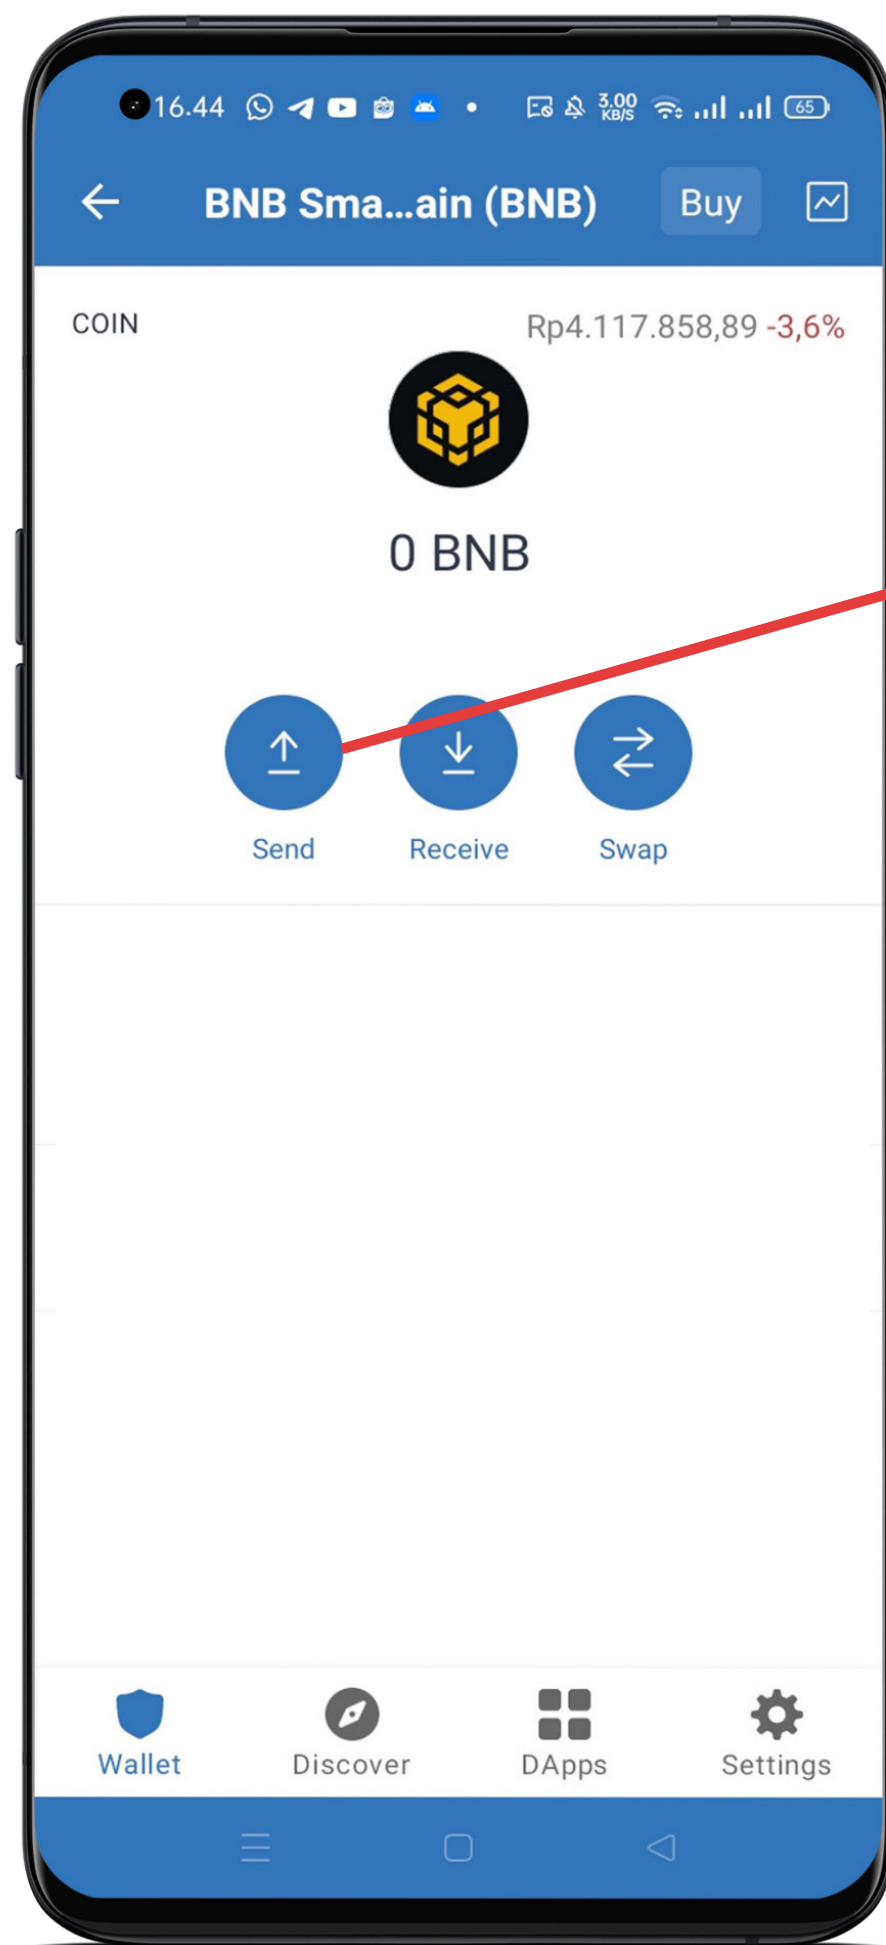 16.44 3.00 KB/S 65
BNB Sma...ain (BNB) Buy
COIN Rp4.117.858,89 -3,6%
0 BNB
Send Receive Swap
Wallet Discover DApps Settings